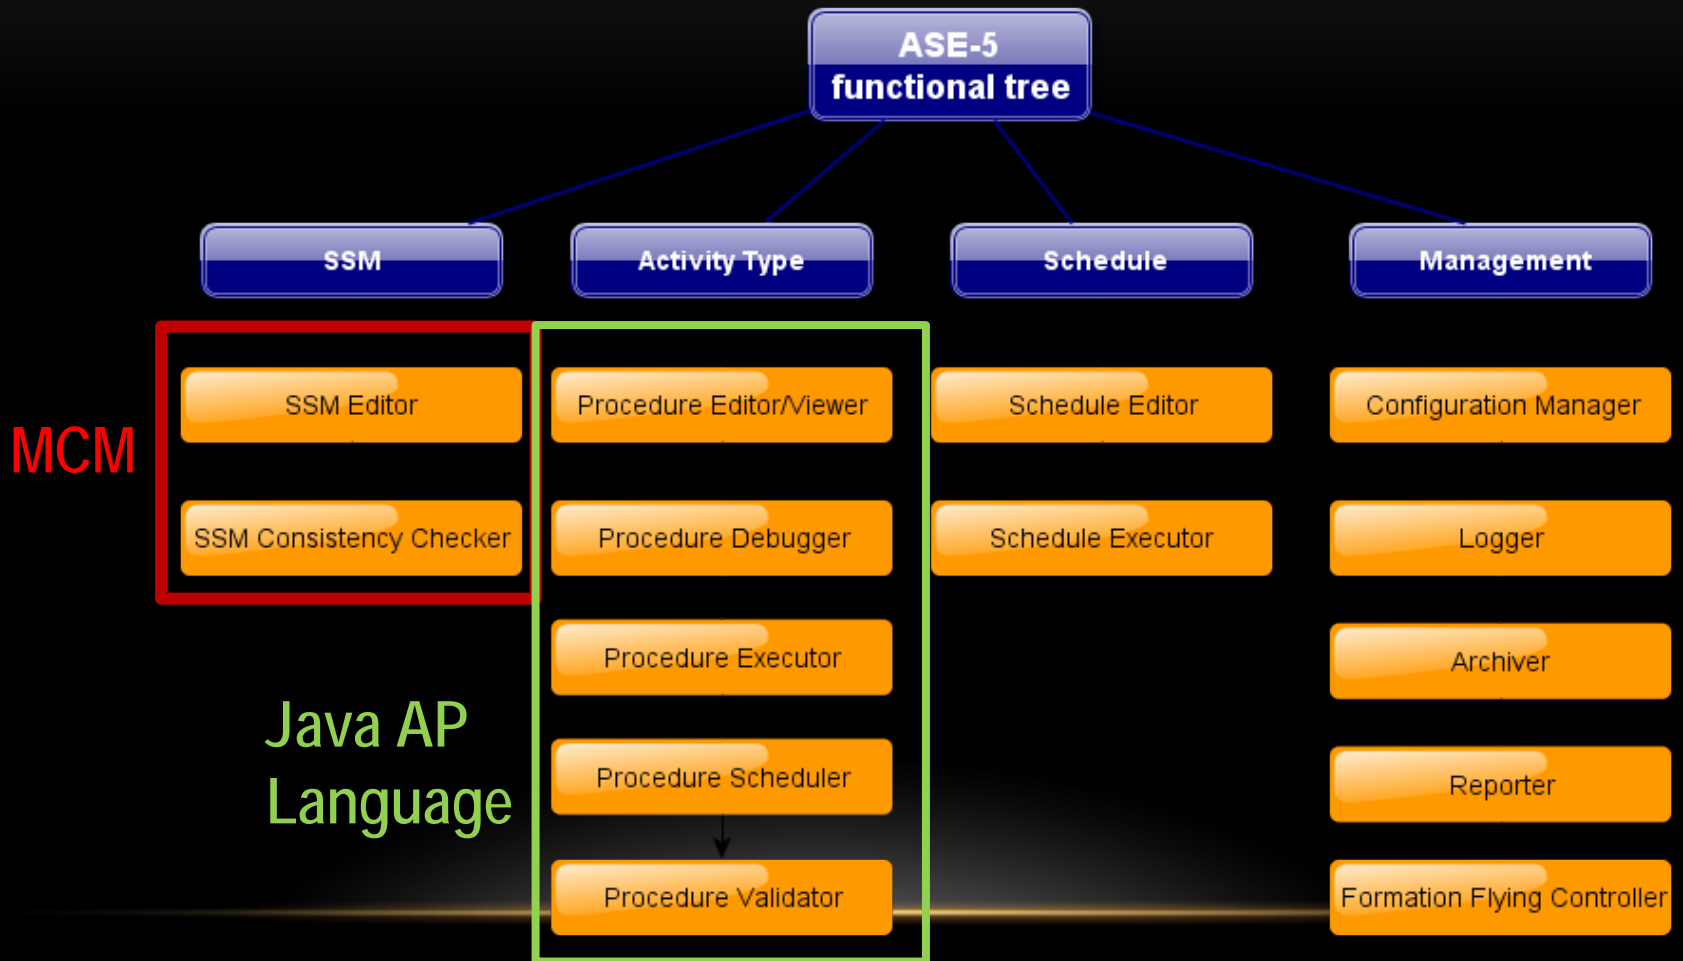 ASE-5
functional tree
SSM
Activity Type
Schedule
Management
SSM Editor
Procedure Editor/Viewer
Schedule Editor
Configuration Manager
MCM
SSM Consistency Checker
Procedure Debugger
Schedule Executor
Logger
Procedure Executor
Archiver
Java AP
Language
Procedure Scheduler
Reporter
Procedure Validator
Formation Flying Controller